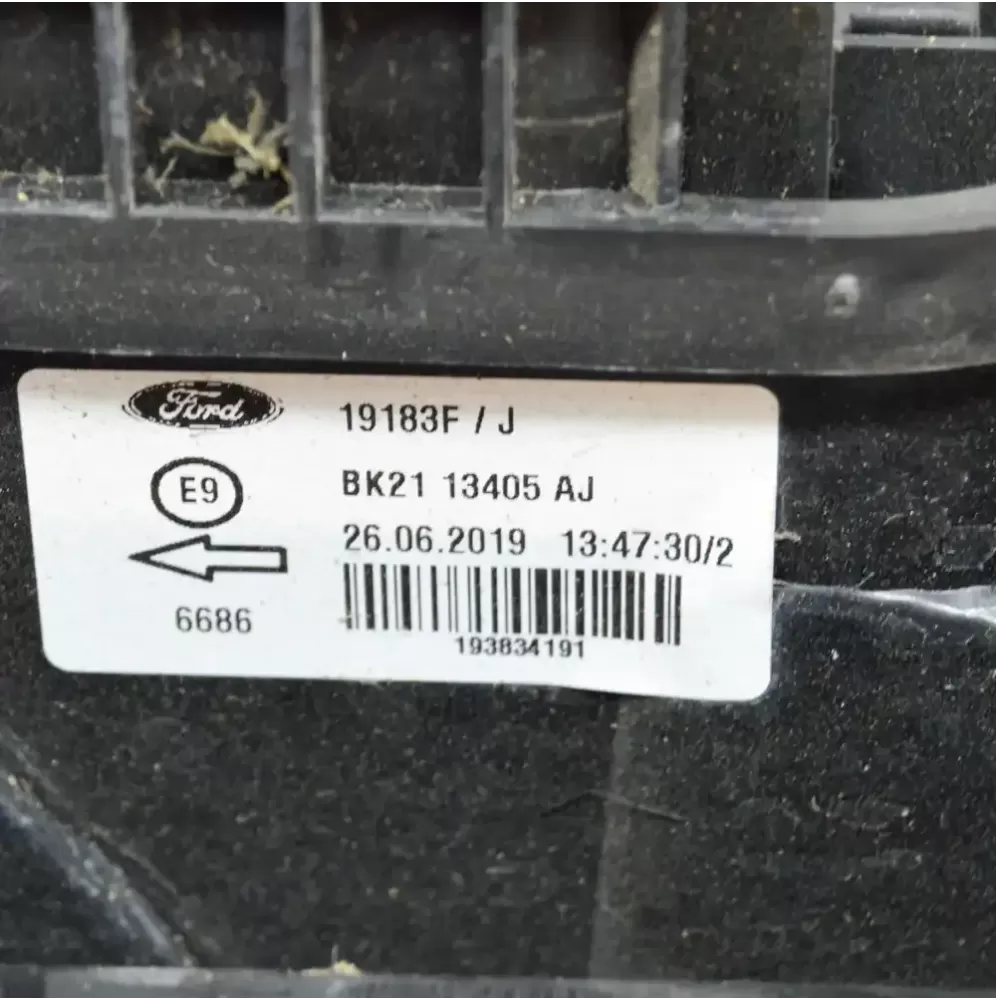 Ford
19183F / J
E9
BK21 13405 AJ
26.06.2019 13:47:30/2
6686
193834191